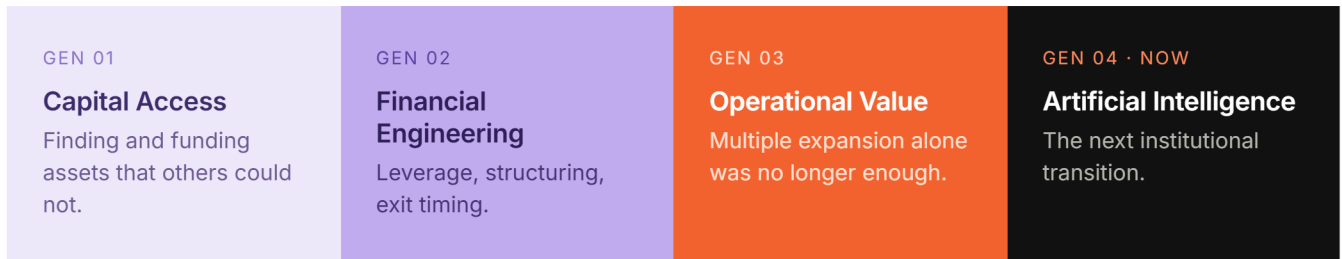 GEN 01
Capital Access
Finding and funding
assets that others could
not.
GEN 02
Financial
Engineering
Leverage, structuring,
exit timing.
GEN 03
Operational Value
Multiple expansion alone
was no longer enough.
GEN 04 · NOW
Artificial Intelligence
The next institutional
transition.